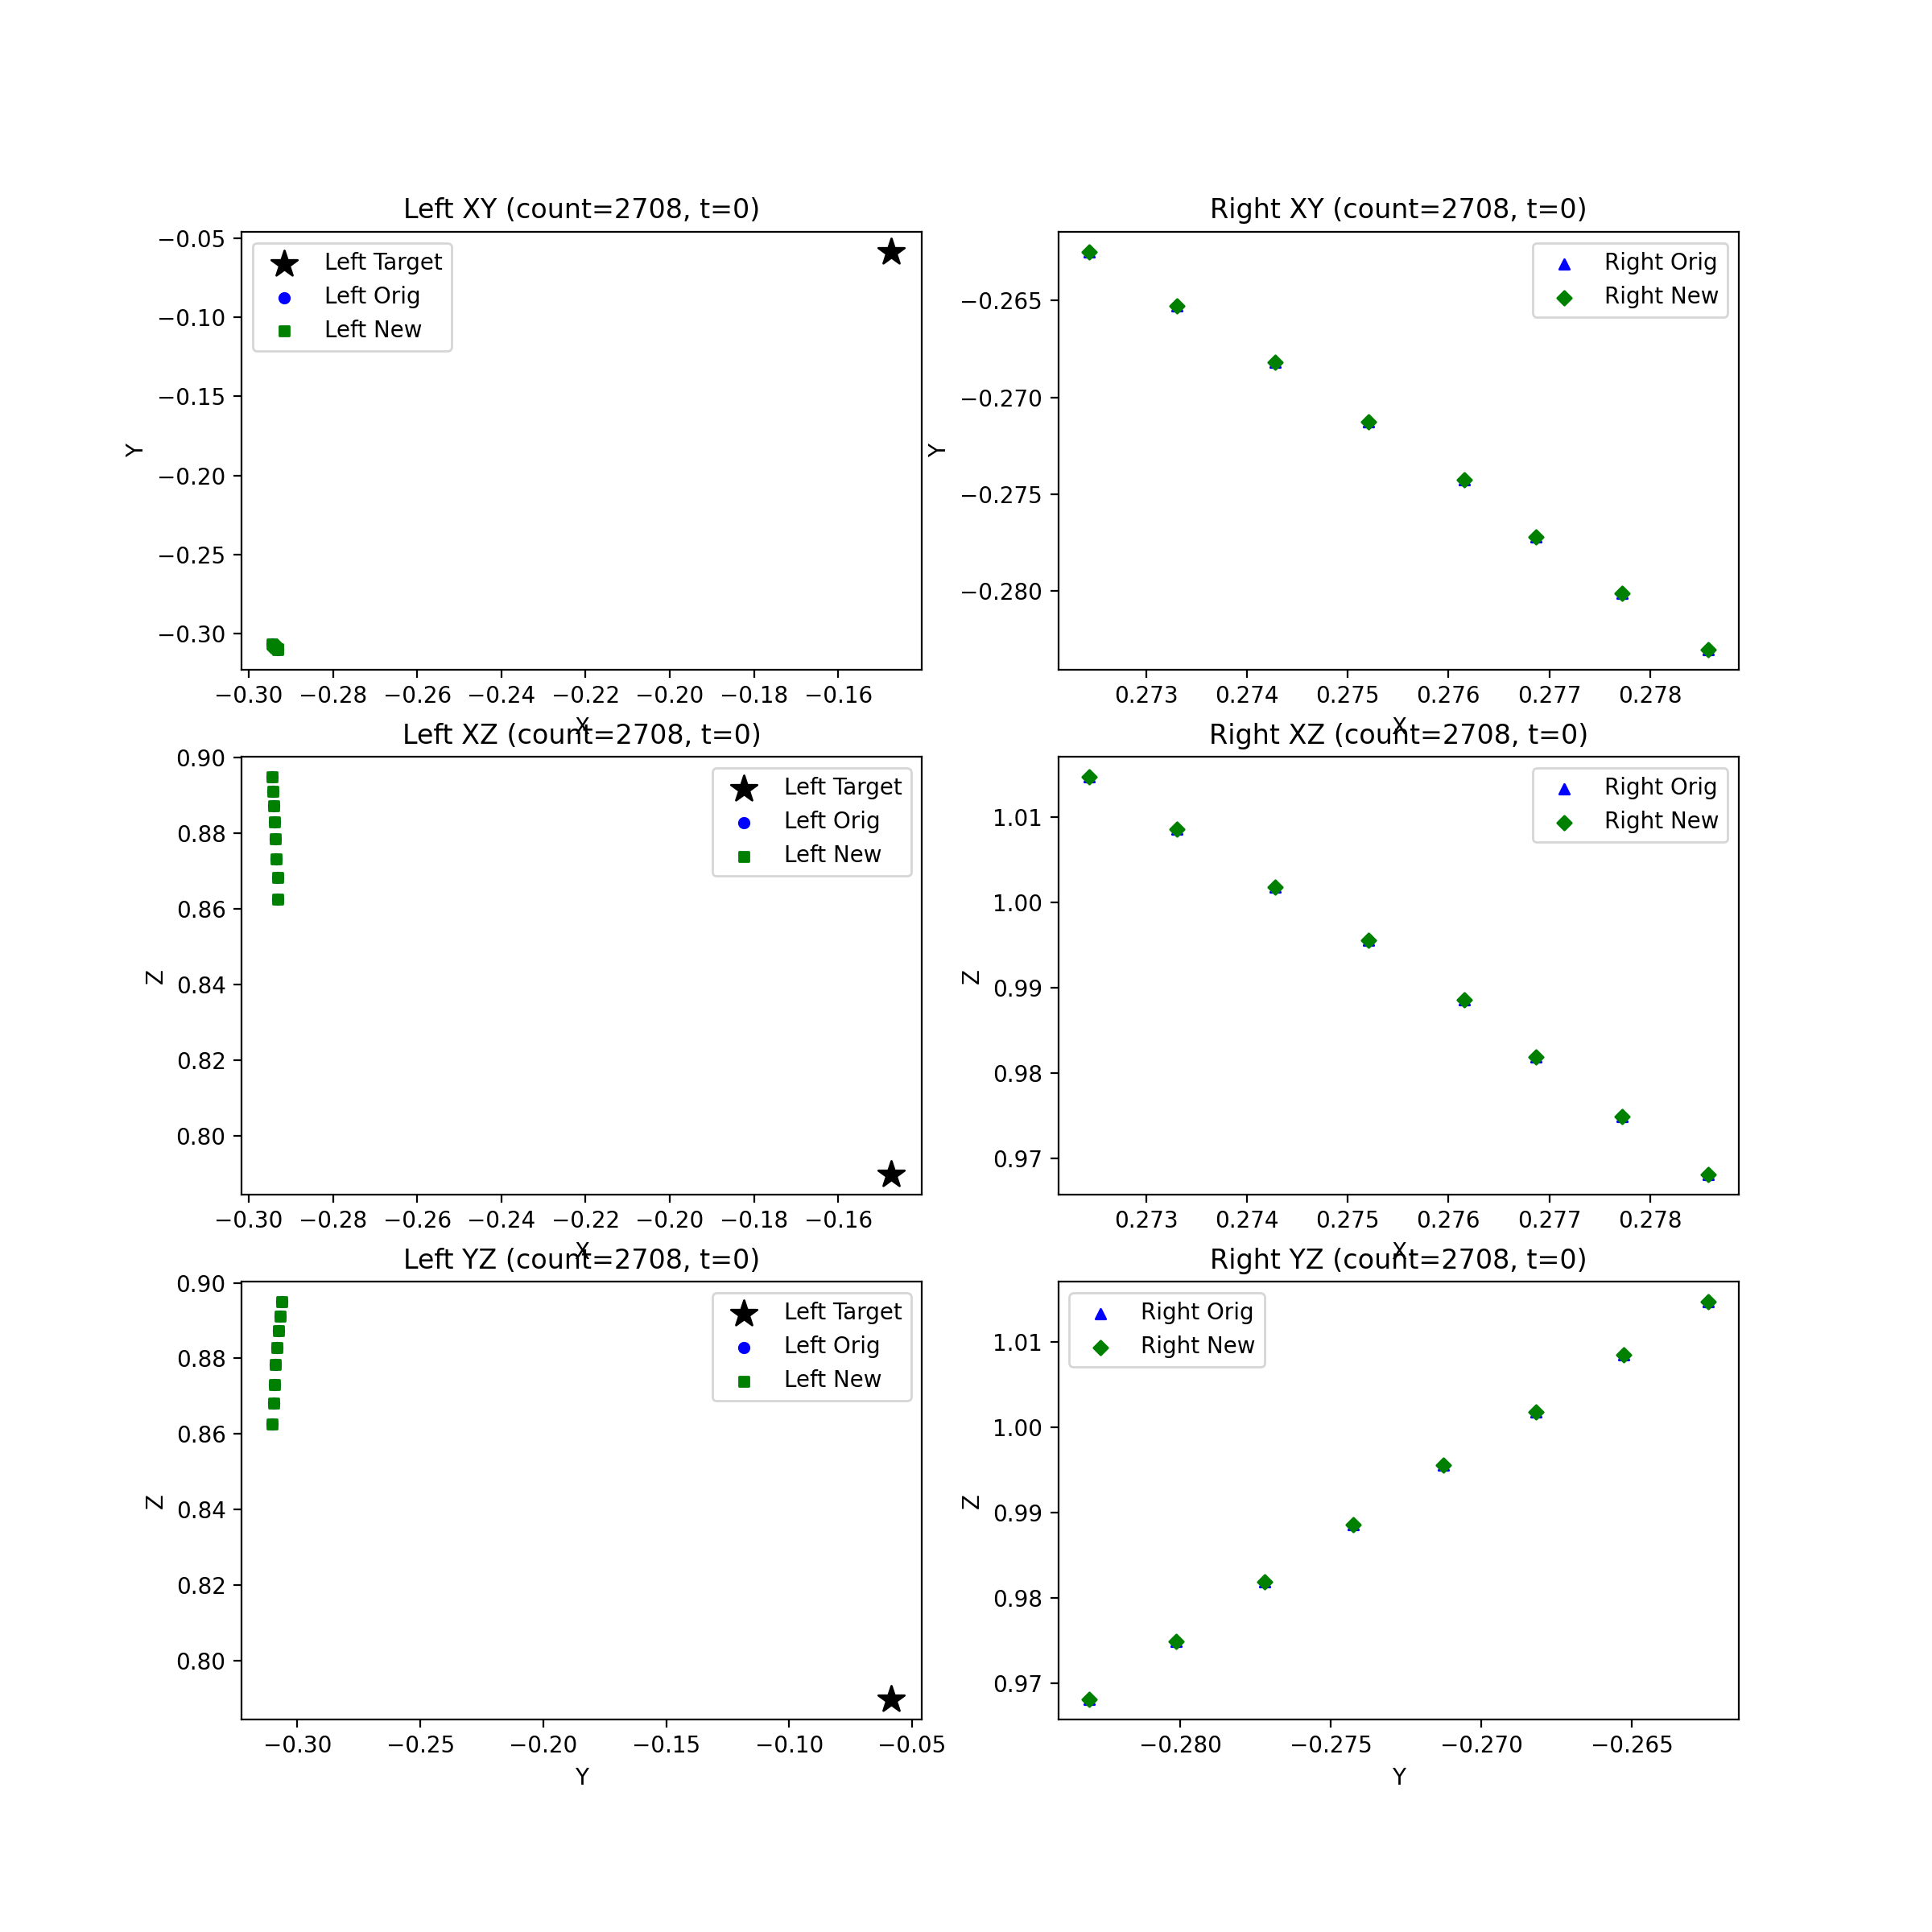 Left XY (count=2708, t=0)
−0.05
−0.10
−0.15
−0.20
−0.25
−0.30
Y
Left Target
Left Orig
Left New
−0.30 −0.28 −0.26 −0.24 −0.22 −0.20 −0.18 −0.16
X
Right XY (count=2708, t=0)
−0.265
−0.270
−0.275
−0.280
Y
Right Orig
Right New
0.273 0.274 0.275 0.276 0.277 0.278
X
Left XZ (count=2708, t=0)
0.90
0.88
0.86
0.84
0.82
0.80
Z
Left Target
Left Orig
Left New
−0.30 −0.28 −0.26 −0.24 −0.22 −0.20 −0.18 −0.16
X
Right XZ (count=2708, t=0)
1.01
1.00
0.99
0.98
0.97
Z
Right Orig
Right New
0.273 0.274 0.275 0.276 0.277 0.278
X
Left YZ (count=2708, t=0)
0.90
0.88
0.86
0.84
0.82
0.80
Z
Left Target
Left Orig
Left New
−0.30 −0.25 −0.20 −0.15 −0.10 −0.05
Y
Right YZ (count=2708, t=0)
1.01
1.00
0.99
0.98
0.97
Z
Right Orig
Right New
−0.280 −0.275 −0.270 −0.265
Y